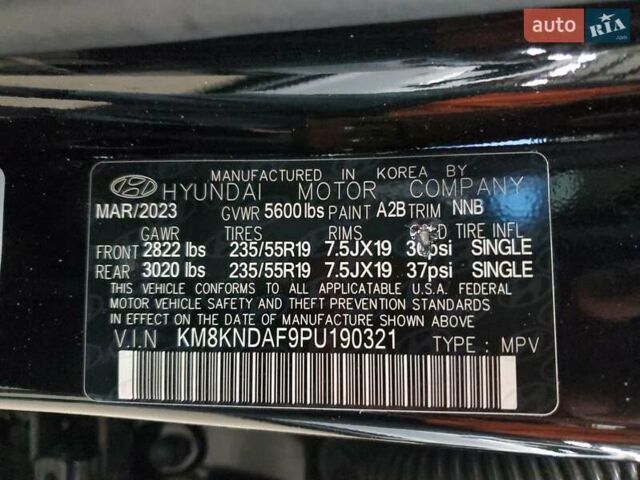 auto RIA.com
MANUFACTURED IN KOREA BY
HYUNDAI MOTOR COMPANY
MAR/2023 GVWR 5600 lbs PAINT A2B TRIM NNB
GAWR TIRES RIMS COLD TIRE INFL
FRONT 2822 lbs 235/55R19 7.5JX19 psi SINGLE
REAR 3020 lbs 235/55R19 7.5JX19 37psi SINGLE
THIS VEHICLE CONFORMS TO ALL APPLICABLE U.S.A. FEDERAL
MOTOR VEHICLE SAFETY AND THEFT PREVENTION STANDARDS
IN EFFECT ON THE DATE OF MANUFACTURE SHOWN ABOVE.
V.I.N KM8KNDAF9PU190321 TYPE : MPV